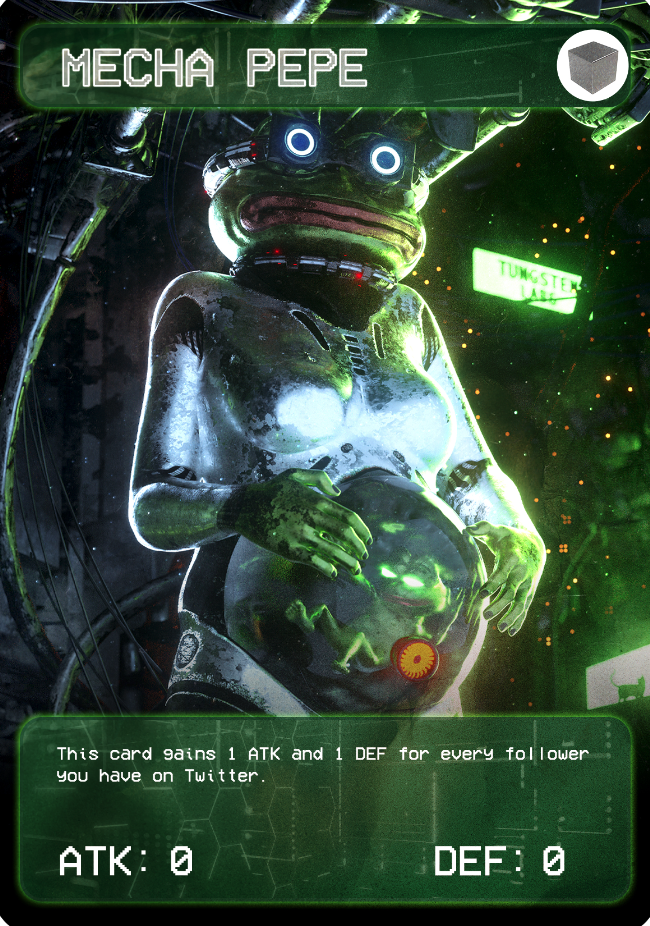 MECHA PEPE
TUNGSTEN
LABS
This card gains 1 ATK and 1 DEF for every follower
you have on Twitter.
ATK: 0
DEF: 0